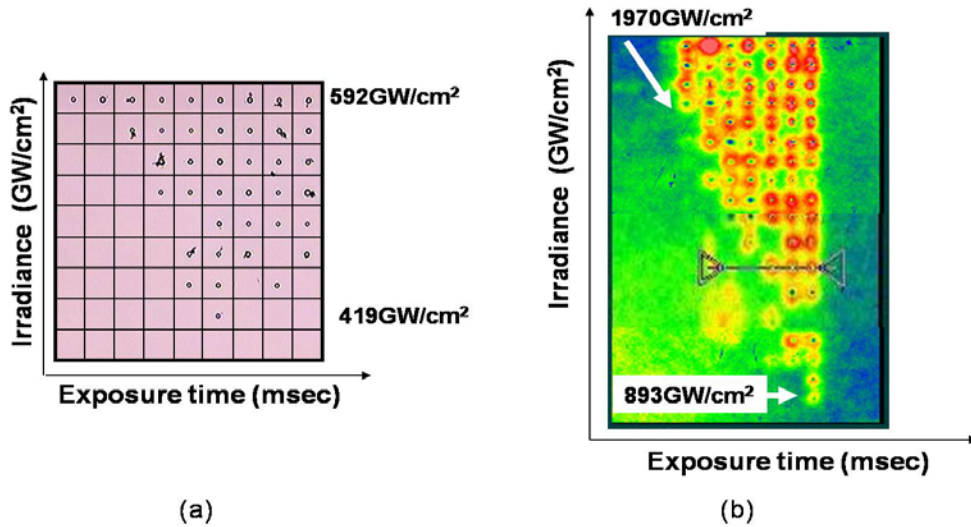 1970GW/cm²
592GW/cm²
Irradiance (GW/cm²)
419GW/cm²
Exposure time (msec)
(a)
Irradiance (GW/cm²)
893GW/cm²
Exposure time (msec)
(b)